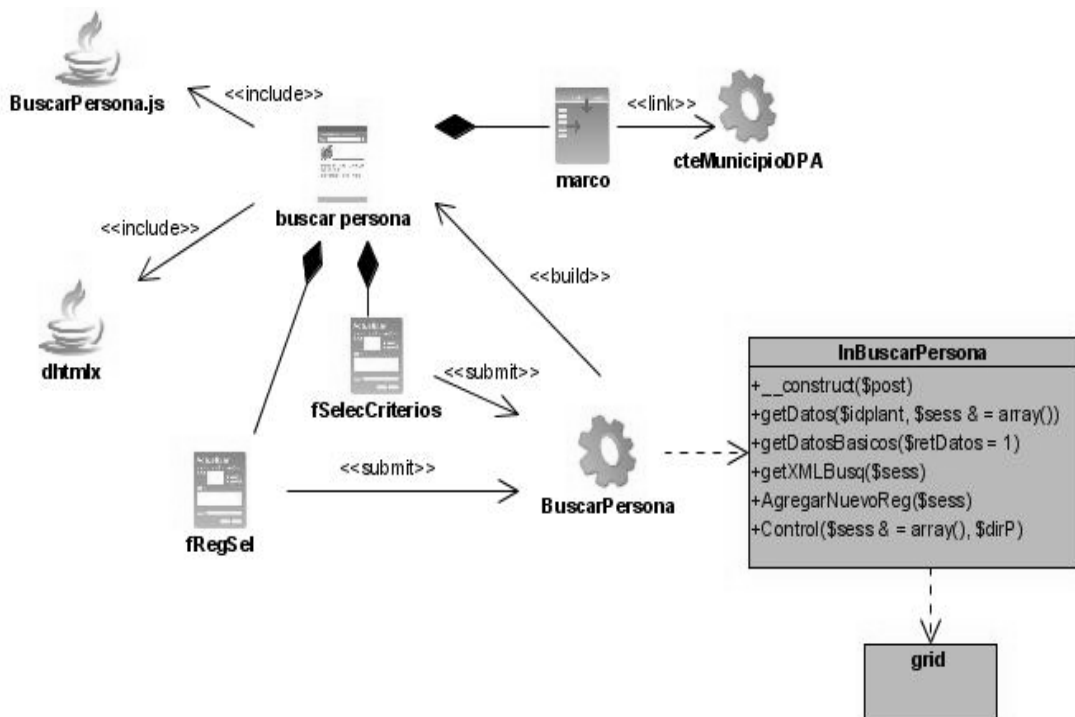 BuscarPersona.js
<<include>>
<<link>>
cteMunicipioDPA
marco
buscar persona
<<include>>
<<build>>
dhtmlx
fSelecCriterios
<<submit>>
InBuscarPersona
+__construct($post)
+getDatos($idplant, $sess & = array())
+getDatosBasicos($retDatos = 1)
+getXMLBusq($sess)
+AgregarNuevoReg($sess)
+Control($sess & = array(), $dirP)
<<submit>>
BuscarPersona
fRegSel
grid